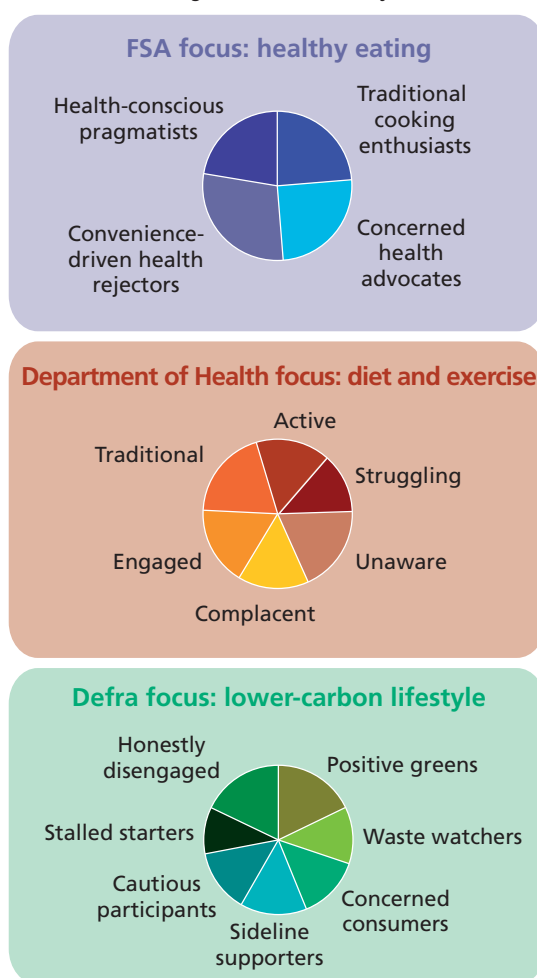 FSA focus: healthy eating
Health-conscious
pragmatists
Traditional
cooking
enthusiasts
Convenience-
driven health
rejectors
Concerned
health
advocates
Department of Health focus: diet and exercise
Active
Traditional
Struggling
Engaged
Unaware
Complacent
Defra focus: lower-carbon lifestyle
Honestly
disengaged
Positive greens
Stalled starters
Waste watchers
Cautious
participants
Concerned
consumers
Sideline
supporters